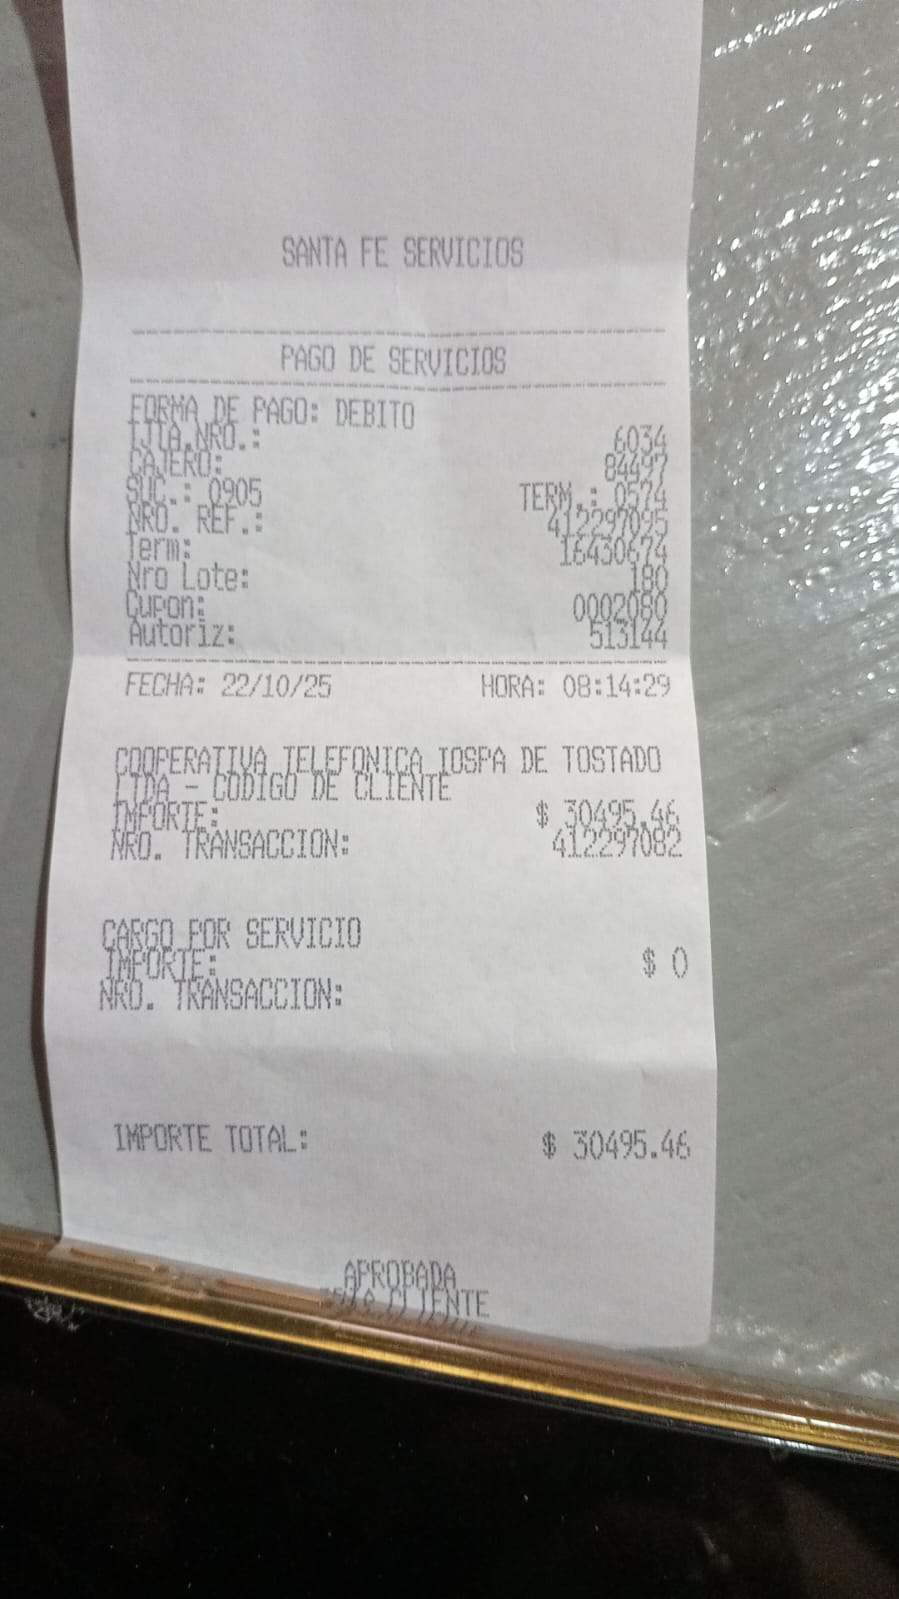 SANTA FE SERVICIOS
PAGO DE SERVICIOS
FORMA DE PAGO: DEBITO
TJTA.NRO.: 6034
CAJERO: 84497
SUC.: 0905 TERM.: 0574
NRO. REF.: 412297095
Term: 16430674
Nro Lote: 180
Cupon: 0002080
Autoriz: 513144
FECHA: 22/10/25 HORA: 08:14:29
COOPERATIVA TELEFONICA IOSPA DE TOSTADO
LTDA - CODIGO DE CLIENTE
IMPORTE: $ 30495.46
NRO. TRANSACCION: 412297082
CARGO POR SERVICIO
IMPORTE: $ 0
NRO. TRANSACCION:
IMPORTE TOTAL: $ 30495.46
APROBADA
CLIENTE